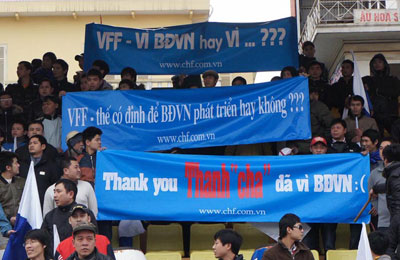 VFF - VÌ BĐVN hay VÌ ... ???
www.chf.com.vn
VFF - thế có định để BĐVN phát triển hay không ???
www.chf.com.vn
Thank you Thanh "cha" đã vì BĐVN :(
www.chf.com.vn